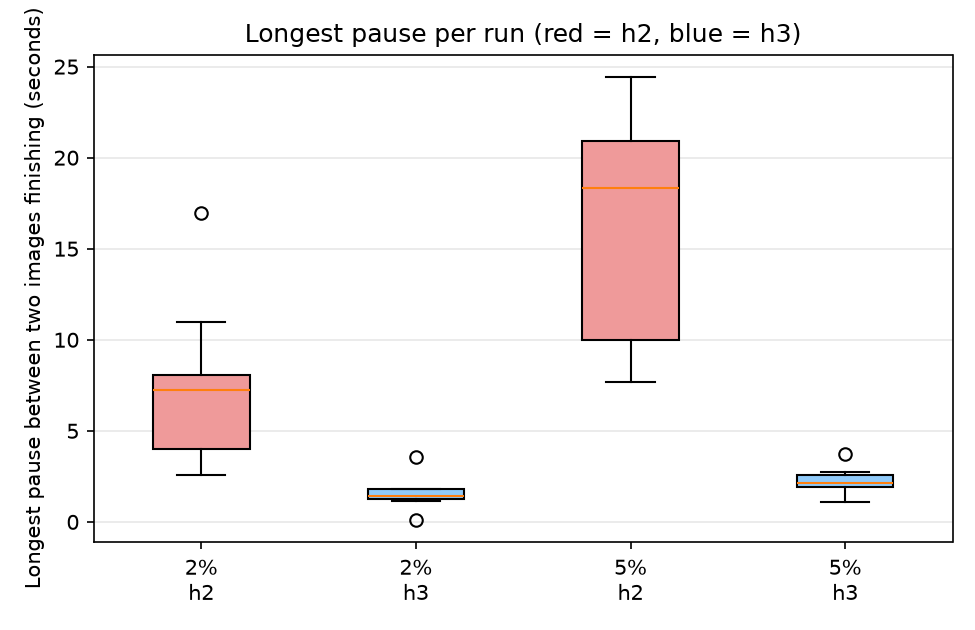 Longest pause per run (red = h2, blue = h3)
Longest pause between two images finishing (seconds)
25
20
15
10
5
0
2%
h2
2%
h3
5%
h2
5%
h3